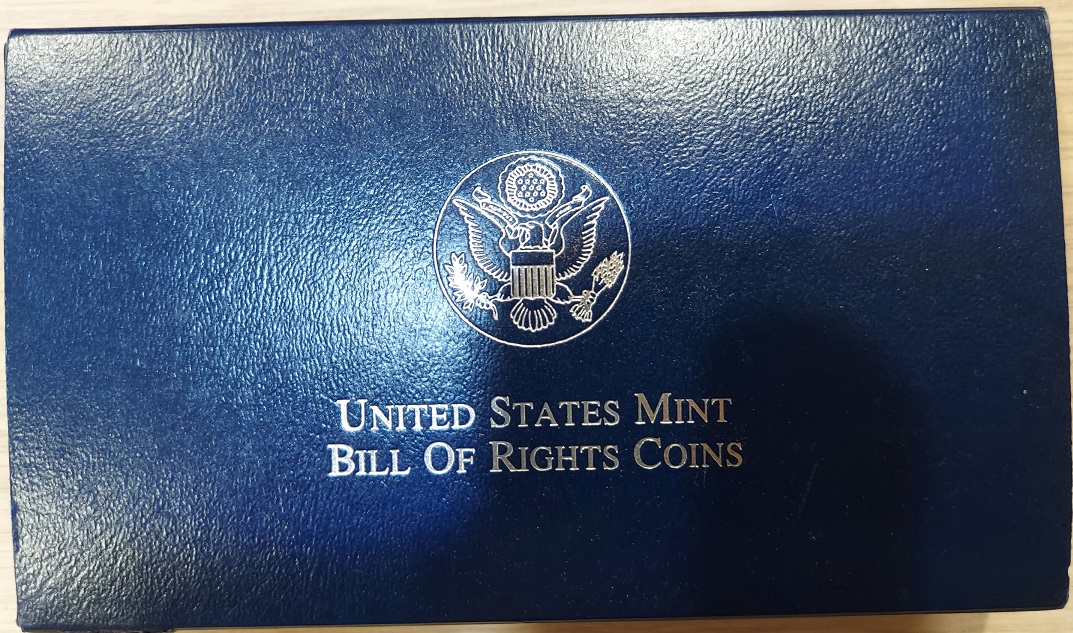 UNITED STATES MINT
BILL OF RIGHTS COINS